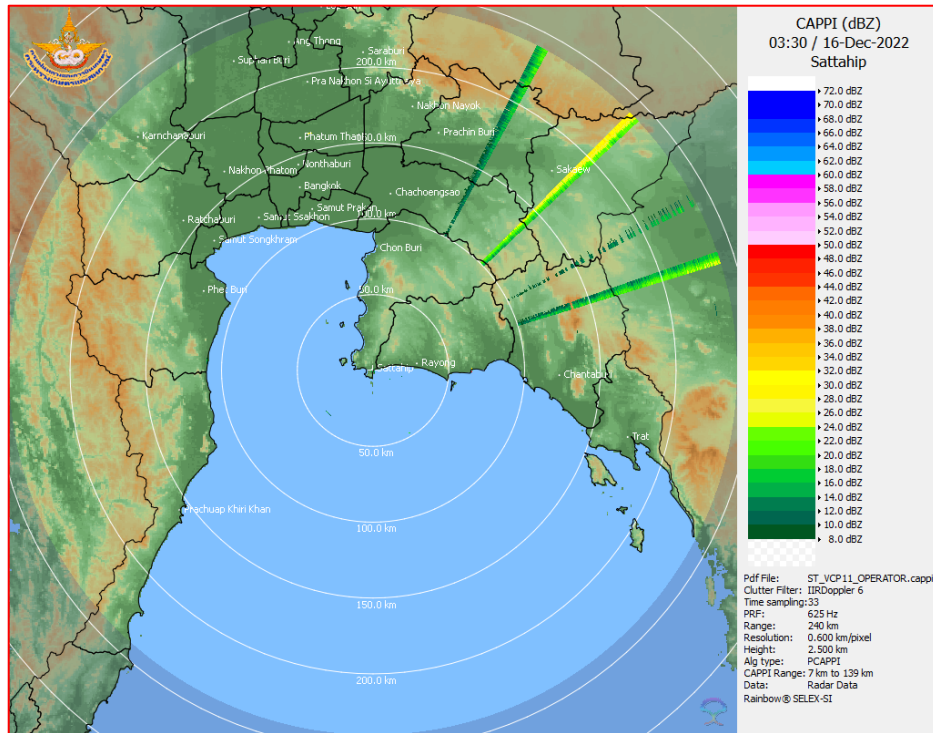 CAPPI (dBZ)
03:30 / 16-Dec-2022
Sattahip
72.0 dBZ
70.0 dBZ
68.0 dBZ
66.0 dBZ
64.0 dBZ
62.0 dBZ
60.0 dBZ
58.0 dBZ
56.0 dBZ
54.0 dBZ
52.0 dBZ
50.0 dBZ
48.0 dBZ
46.0 dBZ
44.0 dBZ
42.0 dBZ
40.0 dBZ
38.0 dBZ
36.0 dBZ
34.0 dBZ
32.0 dBZ
30.0 dBZ
28.0 dBZ
26.0 dBZ
24.0 dBZ
22.0 dBZ
20.0 dBZ
18.0 dBZ
16.0 dBZ
14.0 dBZ
12.0 dBZ
10.0 dBZ
8.0 dBZ
Pdf File: ST_VCP11_OPERATOR.cappi
Clutter Filter: IIRDoppler 6
Time sampling:33
PRF: 625 Hz
Range: 240 km
Resolution: 0.600 km/pixel
Height: 2.500 km
Alg type: PCAPPI
CAPPI Range: 7 km to 139 km
Data: Radar Data
Rainbow® SELEX-SI
Ang Thong
Saraburi
Suphan Buri
200.0 km
Pra Nakhon Si Ayutthaya
Nakhon Nayok
Karnchanaburi
Phatum Thani
Prachin Buri
Nonthaburi
Nakhon Phatom
Sakaew
Bangkok
Chachoengsao
Samut Prakan
Ratchaburi
Samut Ssakhon
100.0 km
Samut Songkhram
Chon Buri
Phet Buri
50.0 km
Rayong
Sattahip
Chantaburi
Trat
50.0 km
Prachuap Khiri Khan
100.0 km
150.0 km
200.0 km